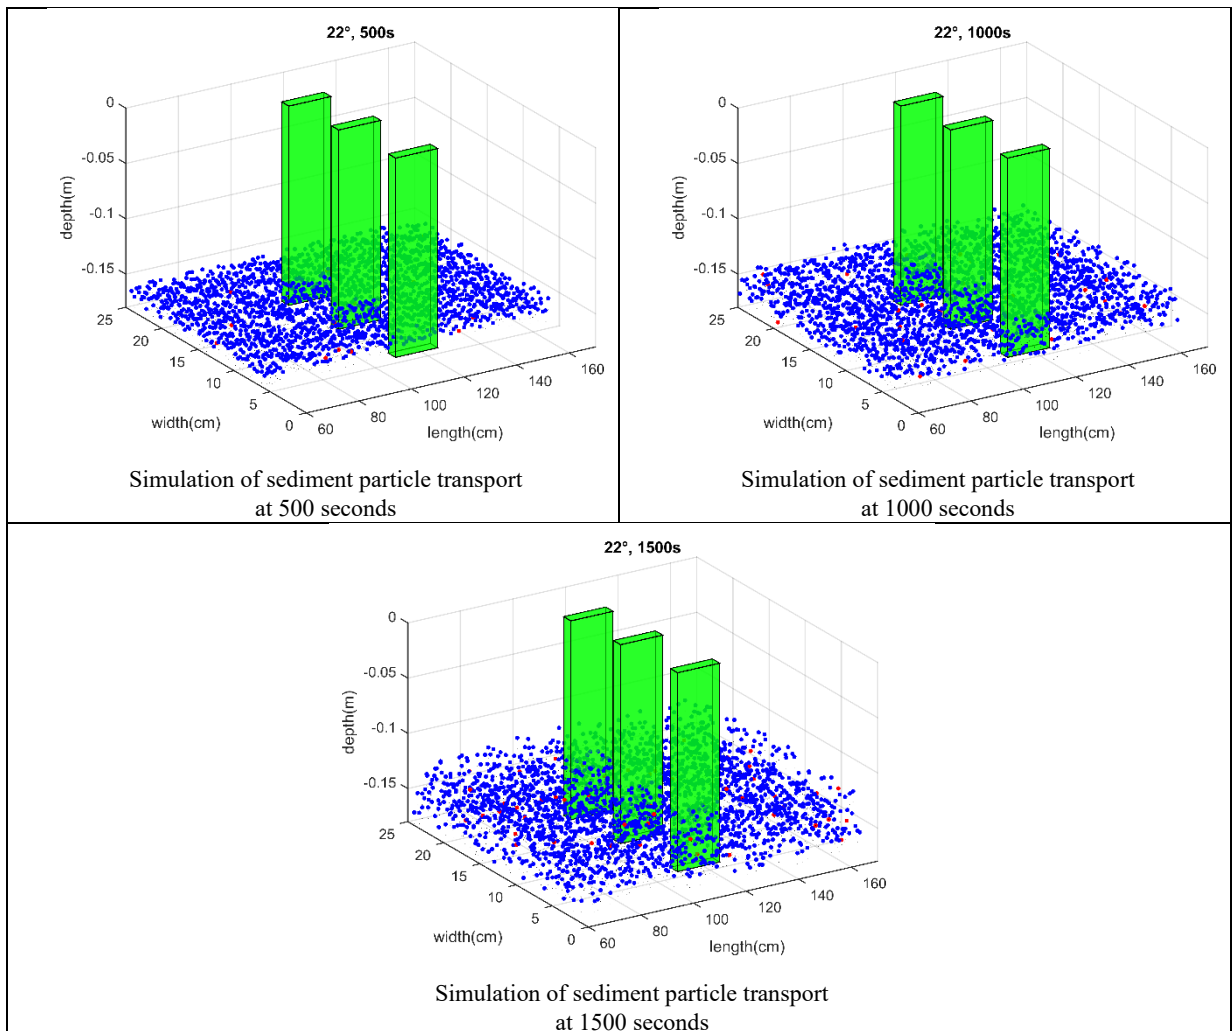 22°, 500s
0
-0.05
-0.1
-0.15
depth(m)
25
20
15
10
5
0
width(cm)
60
80
100
120
140
160
length(cm)
Simulation of sediment particle transport
at 500 seconds
22°, 1000s
0
-0.05
-0.1
-0.15
depth(m)
25
20
15
10
5
0
width(cm)
60
80
100
120
140
160
length(cm)
Simulation of sediment particle transport
at 1000 seconds
22°, 1500s
0
-0.05
-0.1
-0.15
depth(m)
25
20
15
10
5
0
width(cm)
60
80
100
120
140
160
length(cm)
Simulation of sediment particle transport
at 1500 seconds